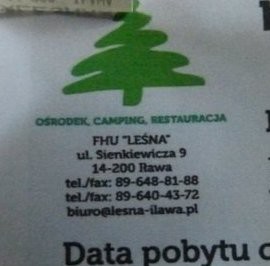 OŚRODEK, CAMPING, RESTAURACJA
FHU "LEŚNA"
ul. Sienkiewicza 9
14-200 Iława
tel./fax: 89-648-81-88
tel./fax: 89-640-43-72
biuro@lesna-ilawa.pl
Data pobytu